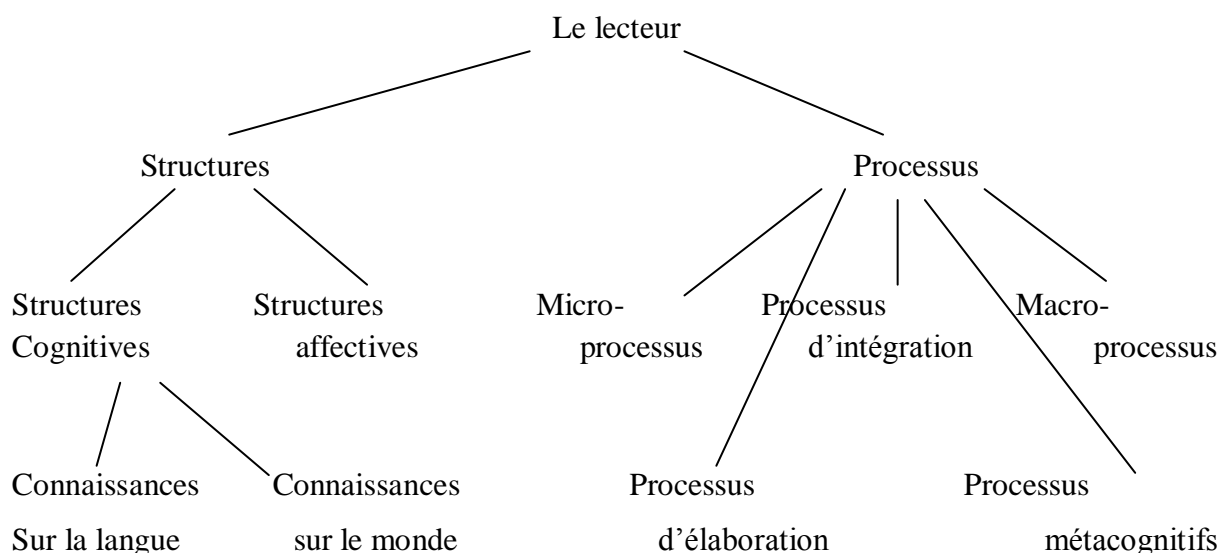 Le lecteur
Structures Processus
Structures Structures Micro- Processus Macro-
Cognitives affectives processus d’intégration processus
Connaissances Connaissances Processus Processus
Sur la langue sur le monde d’élaboration métacognitifs